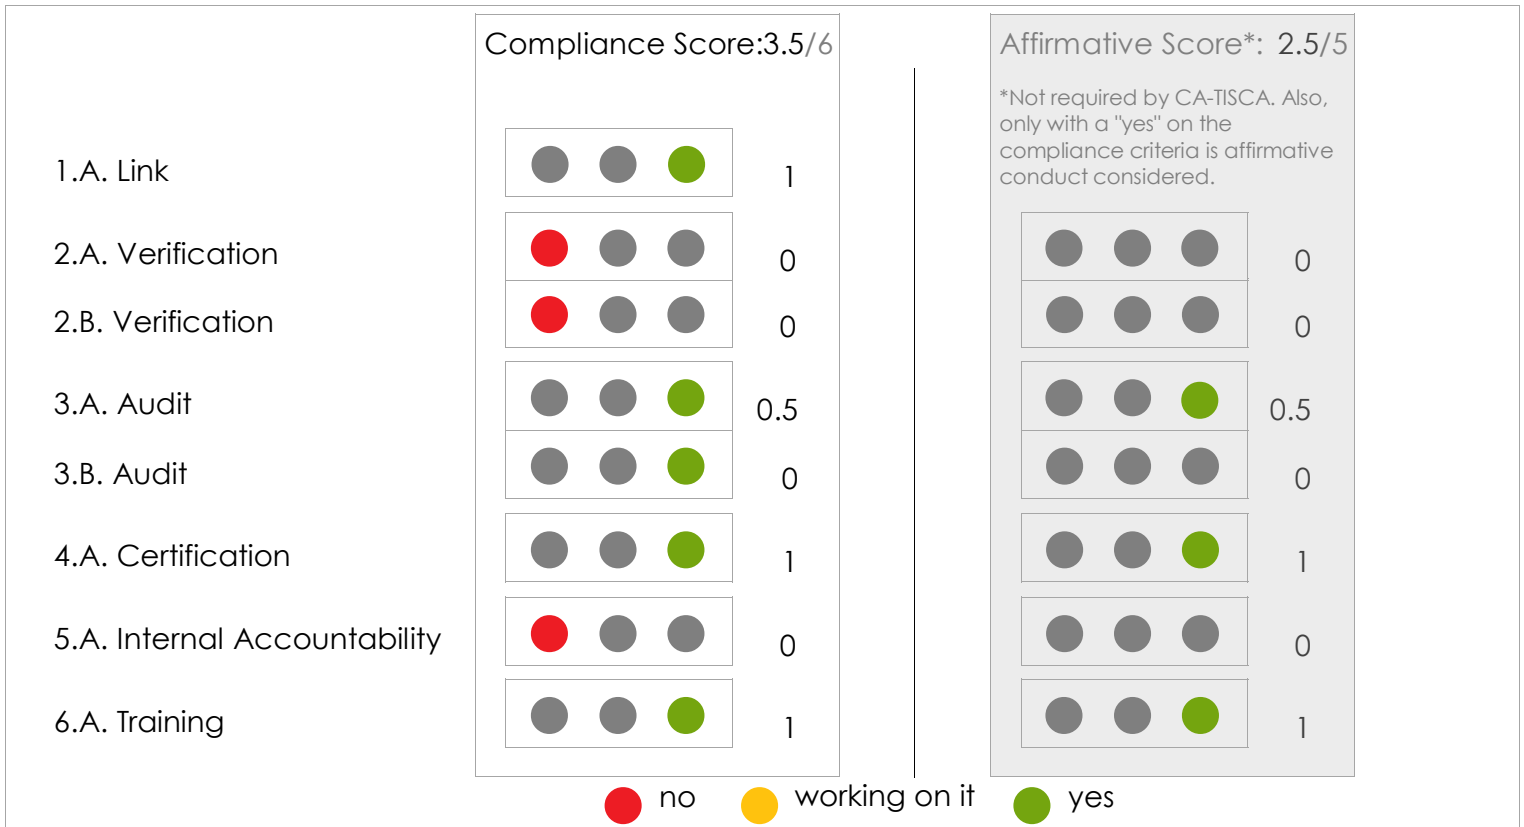 Compliance Score:3.5/6
Affirmative Score*: 2.5/5
*Not required by CA-TISCA. Also,
only with a "yes" on the
compliance criteria is affirmative
conduct considered.
1.A. Link 1
2.A. Verification 0 0
2.B. Verification 0 0
3.A. Audit 0.5 0.5
3.B. Audit 0 0
4.A. Certification 1 1
5.A. Internal Accountability 0 0
6.A. Training 1 1
no working on it yes